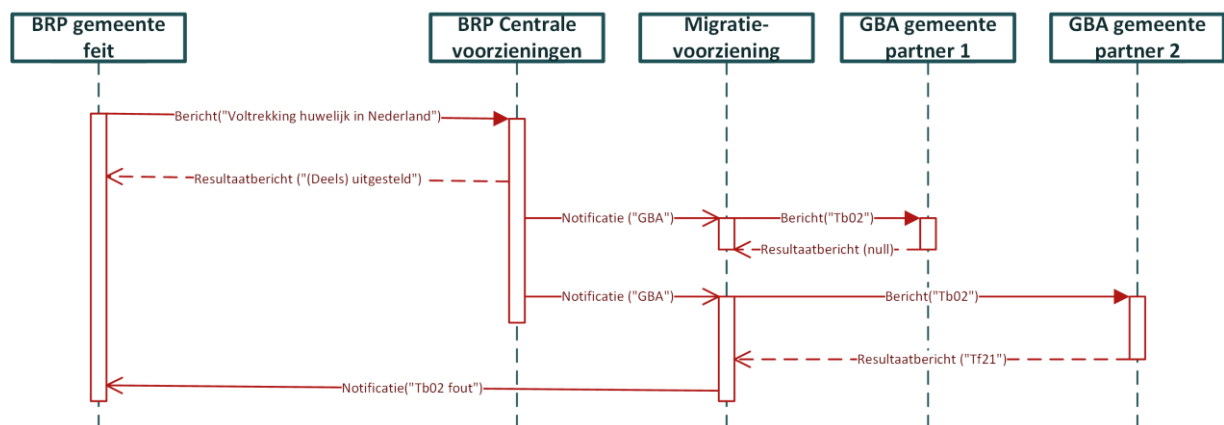 BRP gemeente
feit
BRP Centrale
voorzieningen
Migratie-
voorziening
GBA gemeente
partner 1
GBA gemeente
partner 2
Bericht("Voltrekking huwelijk in Nederland")
Resultaatbericht ("(Deels) uitgesteld")
Notificatie ("GBA")
Bericht("Tb02")
Resultaatbericht (null)
Notificatie ("GBA")
Bericht("Tb02")
Resultaatbericht ("Tf21")
Notificatie("Tb02 fout")